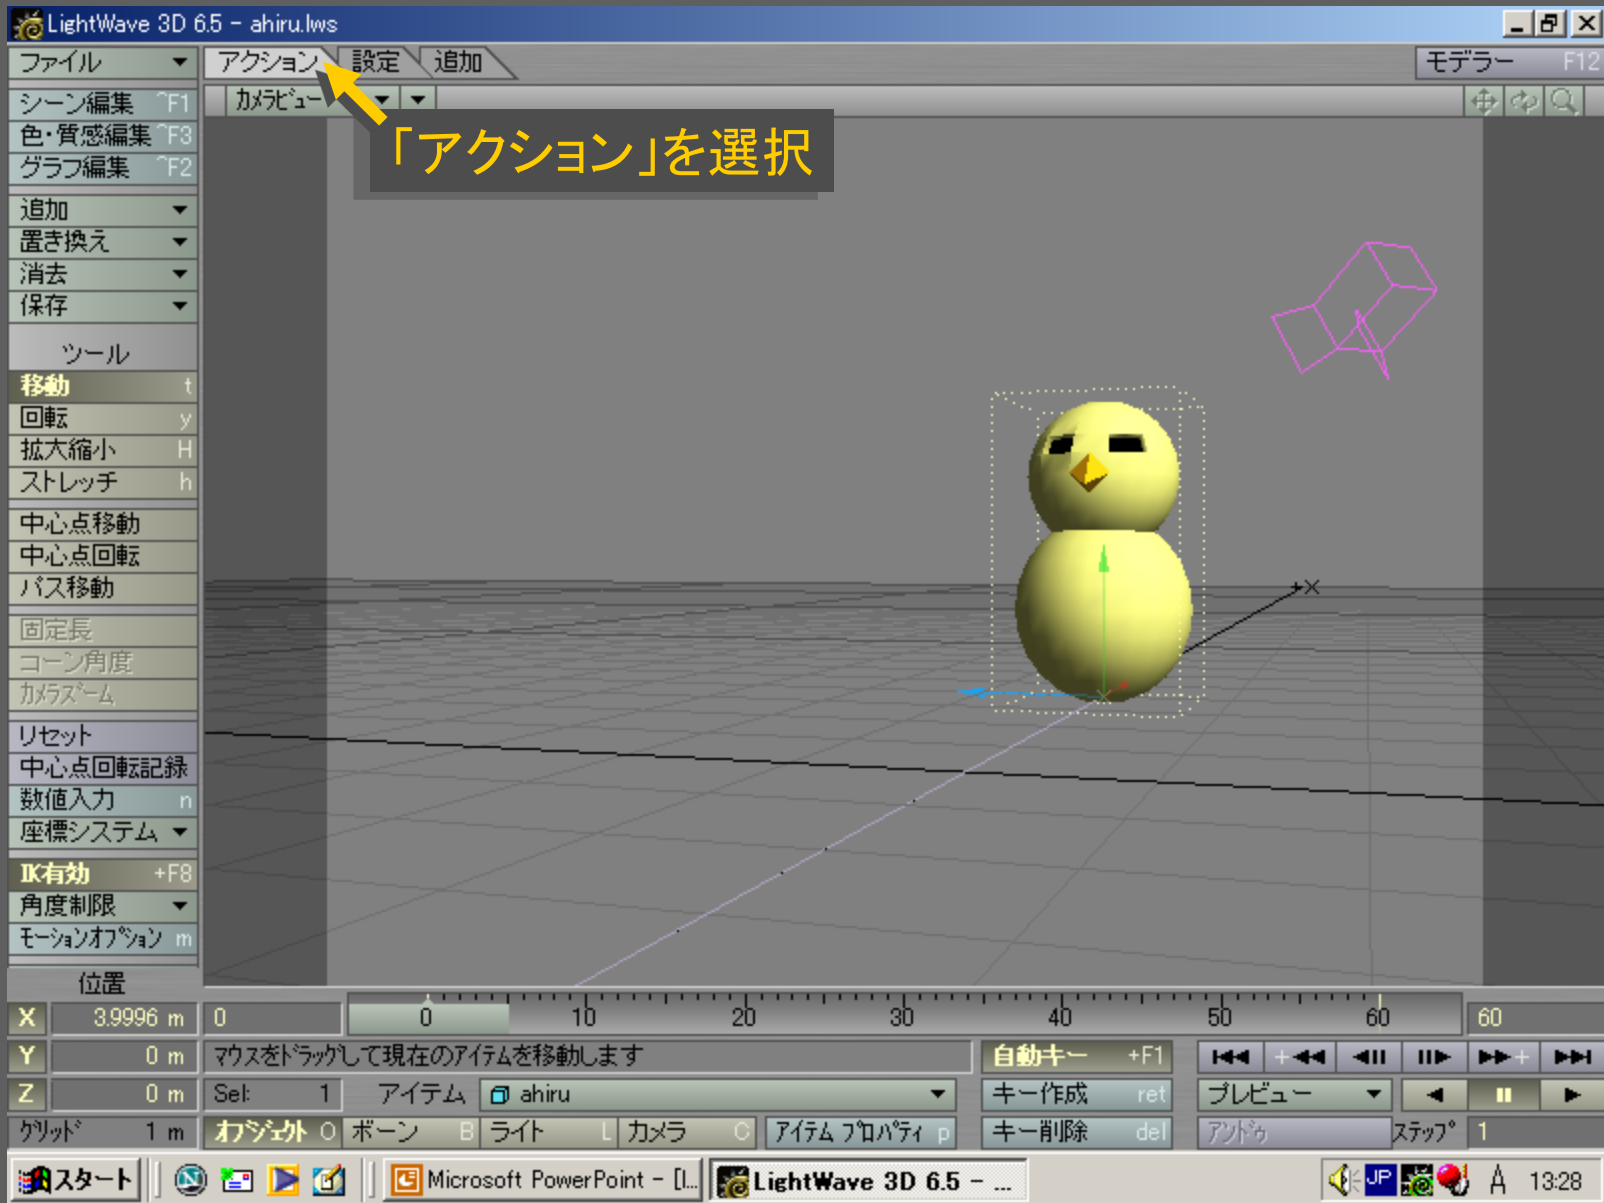 LightWave 3D 6.5 - ahiru.lws
ファイル
アクション 設定 追加
モデラー F12
シーン編集 ^F1
カメラビュー
色・質感編集 ^F3
「アクション」を選択
グラフ編集 ^F2
追加
置き換え
消去
保存
ツール
移動 t
回転 y
拡大縮小 H
ストレッチ h
中心点移動
中心点回転
パス移動
固定長
コーン角度
カメラズーム
リセット
中心点回転記録
数値入力 n
座標システム
IK有効 +F8
角度制限
モーションオプション m
位置
X 3.9996 m 0 0 10 20 30 40 50 60 60
Y 0 m マウスをドラッグして現在のアイテムを移動します 自動キー +F1
Z 0 m Sel: 1 アイテム ahiru キー作成 ret プレビュー
グリッド 1 m オブジェクト O ボーン B ライト L カメラ C アイテム プロパティ p キー削除 del アンドゥ ステップ 1
スタート Microsoft PowerPoint - [l... LightWave 3D 6.5 - ... JP A 13:28